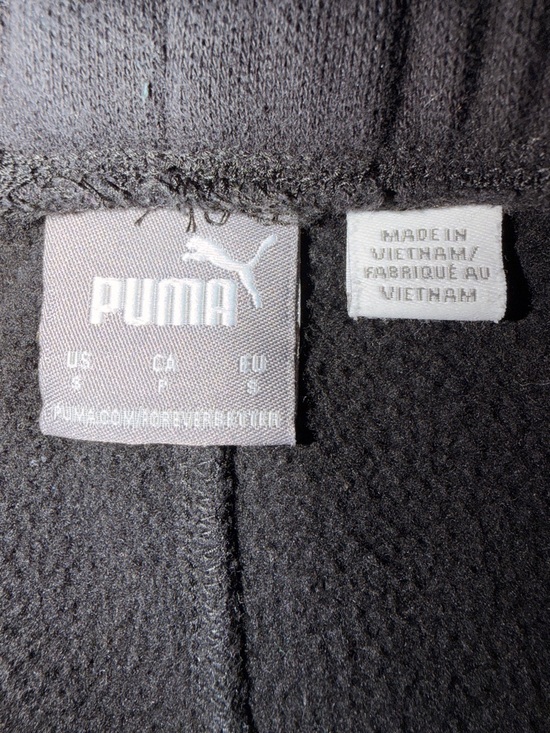 PUMA
US CA EU
S P S
PUMA.COM/FOREVERBETTER
MADE IN
VIETNAM/
FABRIQUÉ AU
VIETNAM